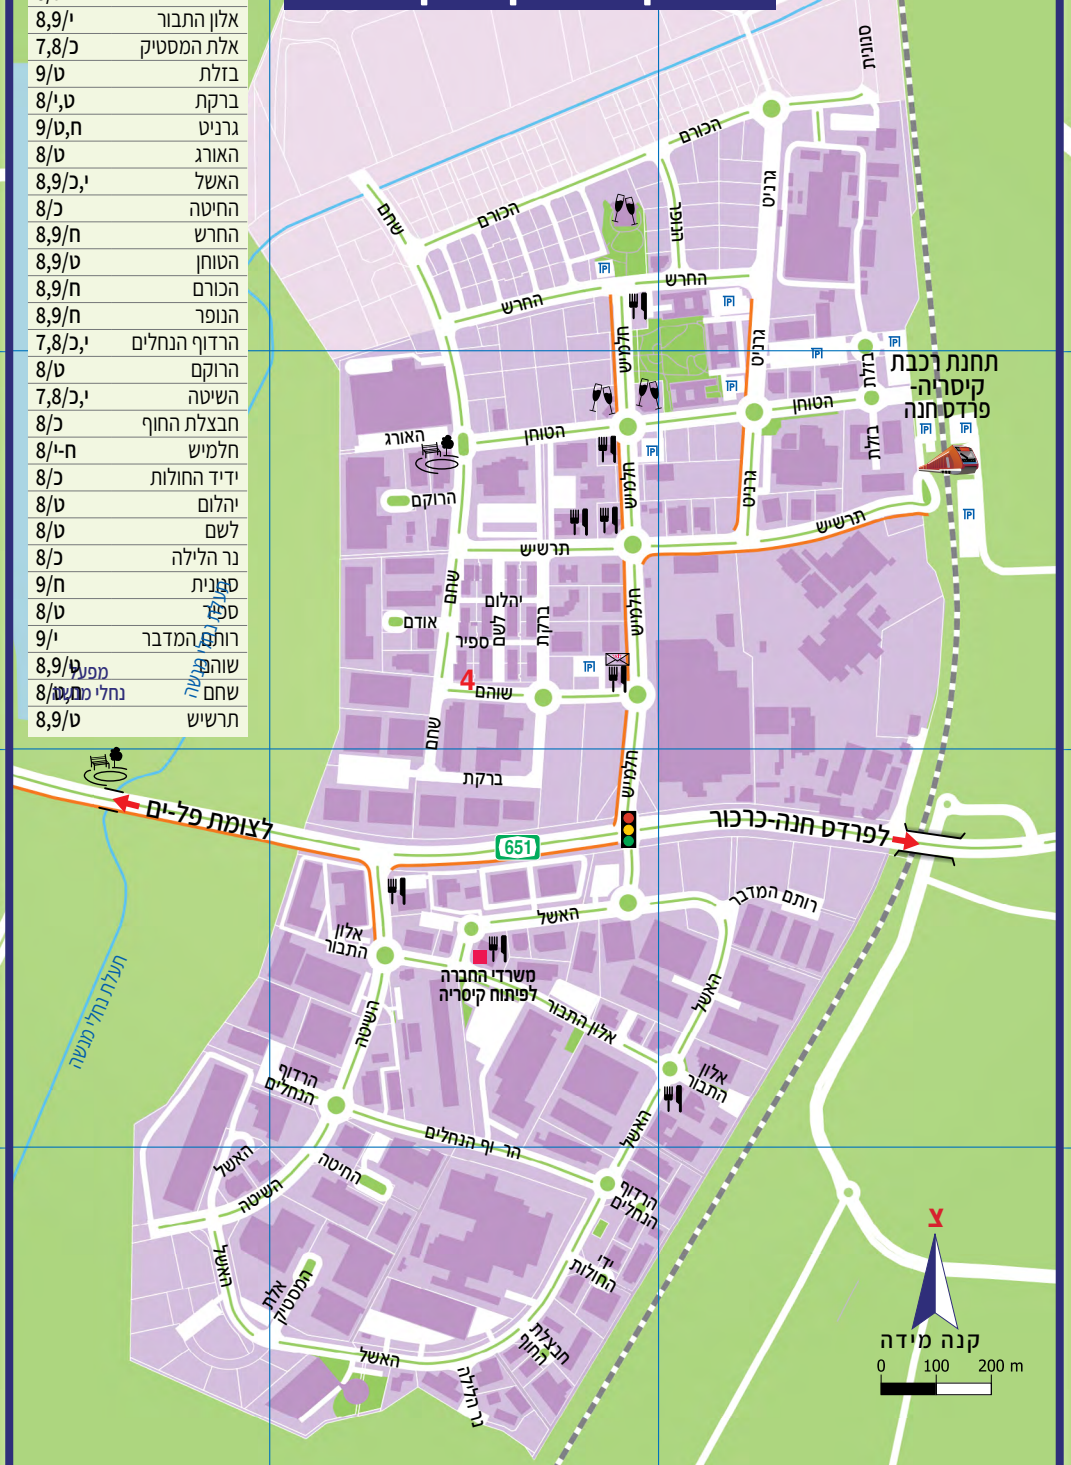 אלון התבור י/8,9
אלת המסטיק כ/7,8
בזלת ט/9
ברקת ט,י/8
גרניט ח,ט/9
האורג ט/8
האשל י,כ/8,9
החיטה כ/8
החרש ח/8,9
הטוחן ט/8,9
הכורם ח/8,9
הנופר ח/8,9
הרדוף הנחלים י,כ/7,8
הרוקם ט/8
השיטה י,כ/7,8
חבצלת החוף כ/8
חלמיש ח-י/8
ידיד החולות כ/8
יהלום ט/8
לשם ט/8
נר הלילה כ/8
סנונית ח/9
ספיר ט/8
רותם המדבר י/9
שוהם ט/8,9
שחם
תרשיש ט/8,9
תעלת נחלי מנשה
מפעל
נחלי מנשה
סנונית
הכורם
הכורם
שחם
גרניט
הנופר
החרש
החרש
חלמיש
גרניט
בזלת
תחנת רכבת
קיסריה-
פרדס חנה
הטוחן
הטוחן
האורג
בזלת
הרוקם
חלמיש
גרניט
תרשיש
תרשיש
שחם
יהלום
לשם
ברקת
חלמיש
אודם
ספיר
4
שוהם
שחם
ברקת
חלמיש
לצומת פל-ים
651
לפרדס חנה-כרכור
רותם המדבר
האשל
אלון
התבור
משרדי החברה
לפיתוח קיסריה
האשל
תעלת נחלי מנשה
השיטה
אלון התבור
אלון
התבור
הרדוף
הנחלים
האשל
הר וף הנחלים
האשל
החיטה
השיטה
הרדוף
הנחלים
האשל
אלת
המסטיק
ידי
החולות
חבצלת
החוף
האשל
נר הלילה
צ
קנה מידה
0 100 200 m